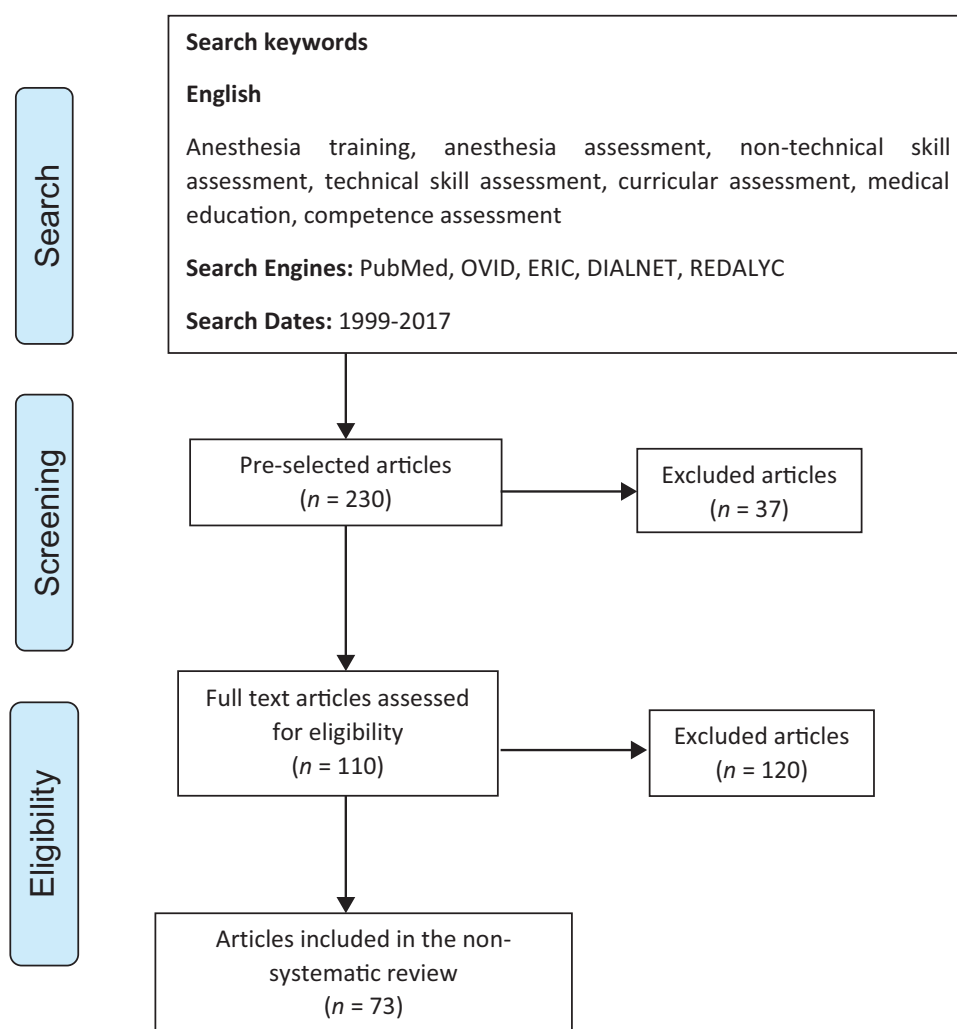 Search
Search keywords
English
Anesthesia training, anesthesia assessment, non-technical skill
assessment, technical skill assessment, curricular assessment, medical
education, competence assessment
Search Engines: PubMed, OVID, ERIC, DIALNET, REDALYC
Search Dates: 1999-2017
Screening
Pre-selected articles
(n = 230)
Excluded articles
(n = 37)
Eligibility
Full text articles assessed
for eligibility
(n = 110)
Excluded articles
(n = 120)
Articles included in the non-
systematic review
(n = 73)